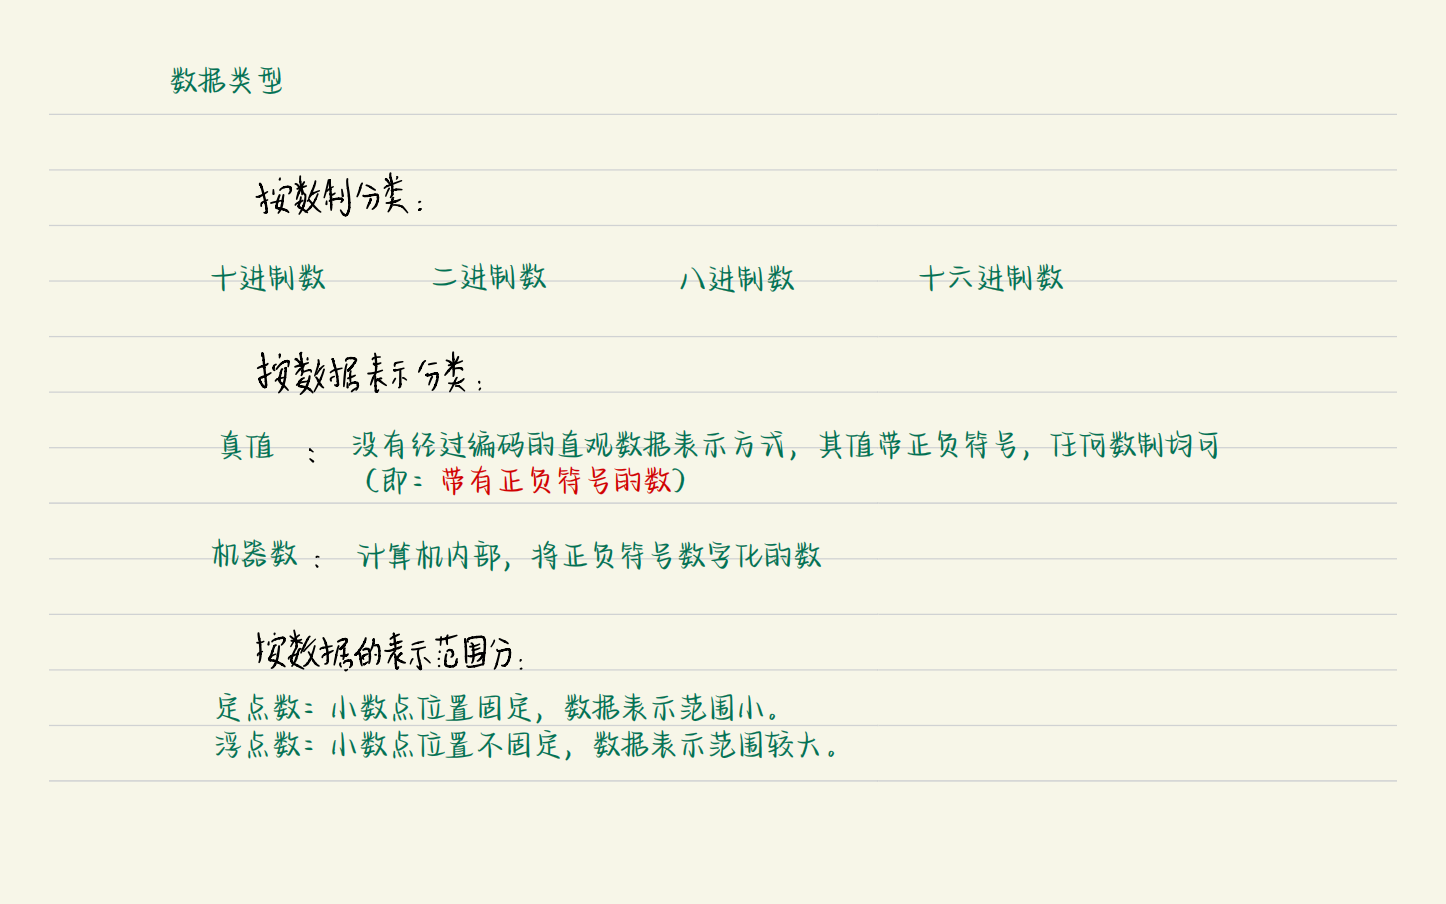 数据类型
按数制分类：
十进制数 二进制数 八进制数 十六进制数
按数据表示分类：
真值 ： 没有经过编码的直观数据表示方式，其值带正负符号，任何数制均可
（即：带有正负符号的数）
机器数 ： 计算机内部，将正负符号数字化的数
按数据的表示范围分：
定点数：小数点位置固定，数据表示范围小。
浮点数：小数点位置不固定，数据表示范围较大。